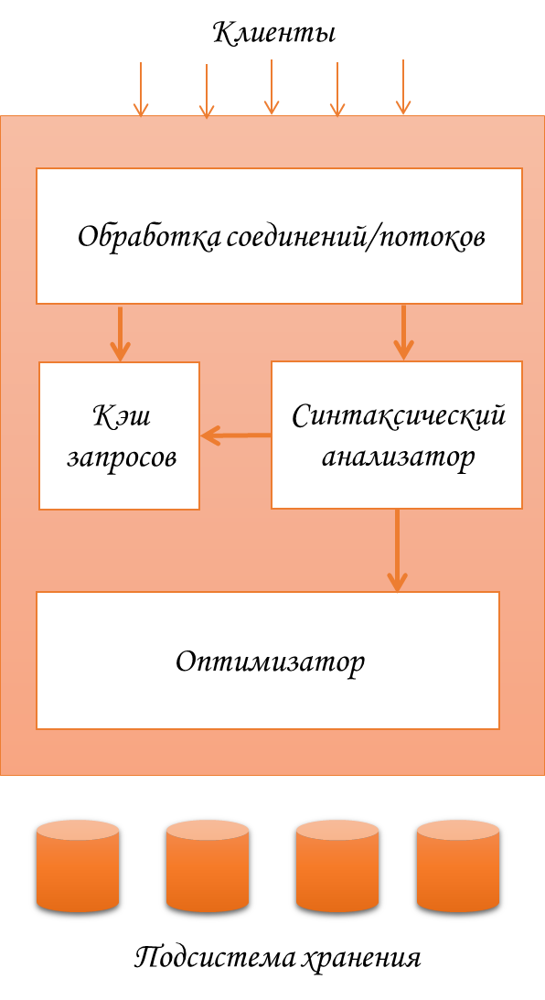 Клиенты
Обработка соединений/потоков
Кэш
запросов
Синтаксический
анализатор
Оптимизатор
Подсистема хранения